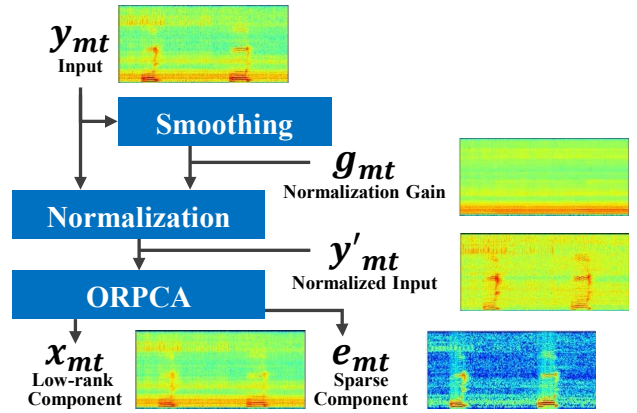 y_mt
Input
Smoothing
g_mt
Normalization Gain
Normalization
y'_mt
Normalized Input
ORPCA
x_mt
Low-rank
Component
e_mt
Sparse
Component